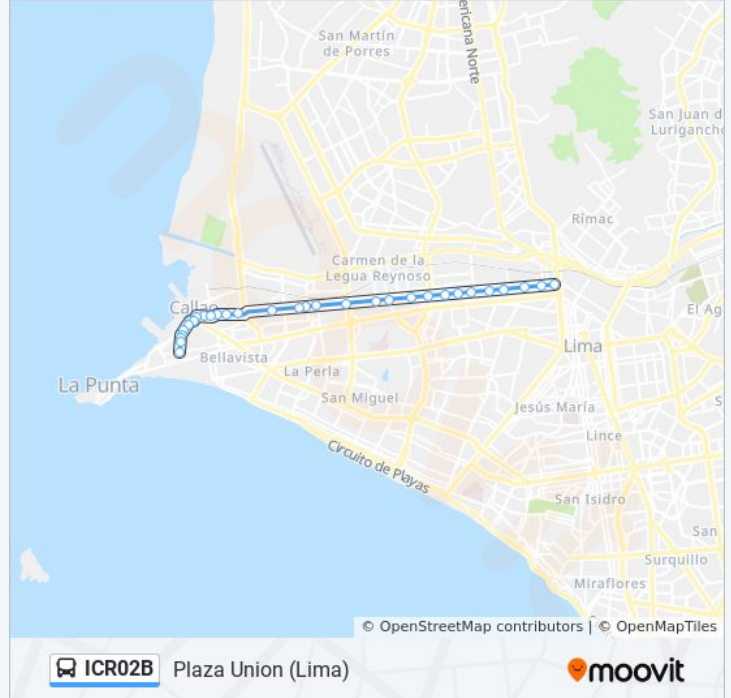 ericana Norte
San Martín
de Porres
San Juan d
Lurigancho
Rímac
Carmen de la
Legua Reynoso
Callao
El Ag
Lima
Bellavista
La Perla
La Punta
San Miguel
Jesús María
Lince
Circuito de Playas
San Isidro
San
Surquillo
Miraflores
© OpenStreetMap contributors | © OpenMapTiles
ICR02B Plaza Union (Lima)
moovit